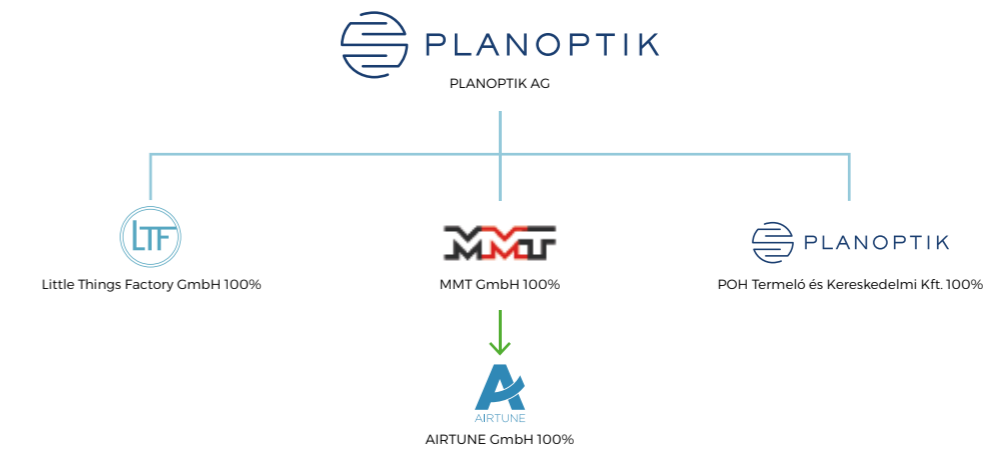 PLANOPTIK
PLANOPTIK AG
LTF
MMT
PLANOPTIK
Little Things Factory GmbH 100%
MMT GmbH 100%
POH Termeló és Kereskedelmi Kft. 100%
AIRTUNE
AIRTUNE GmbH 100%